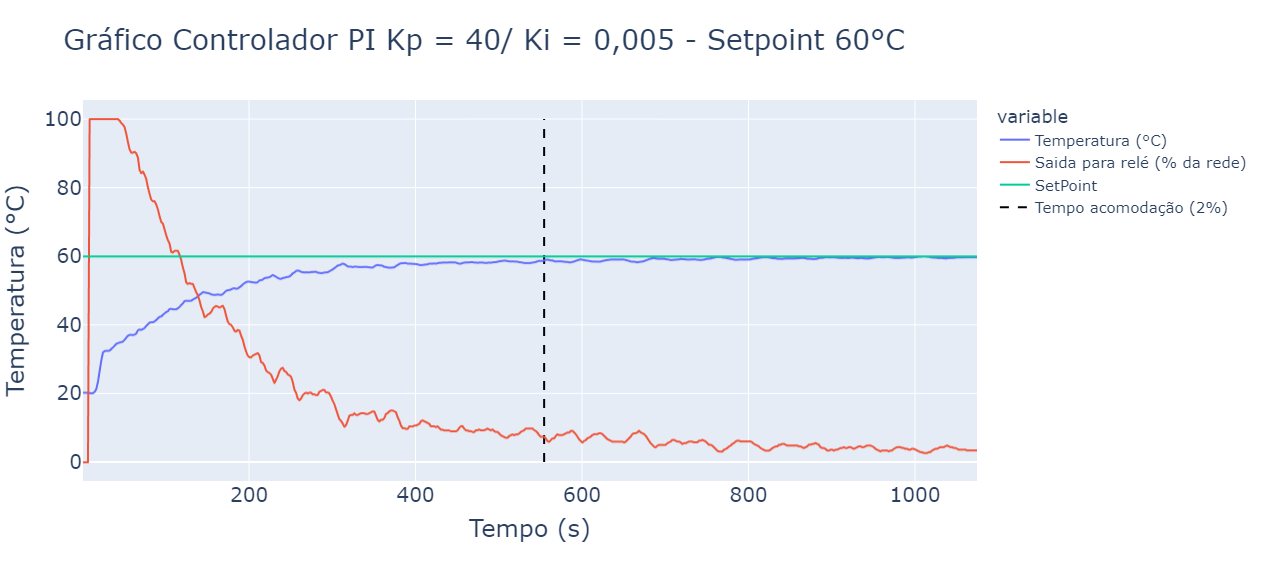 Gráfico Controlador PI Kp = 40/ Ki = 0,005 - Setpoint 60°C
variable
Temperatura (°C)
Saida para relé (% da rede)
SetPoint
Tempo acomodação (2%)
Temperatura (°C)
100
80
60
40
20
0
200 400 600 800 1000
Tempo (s)